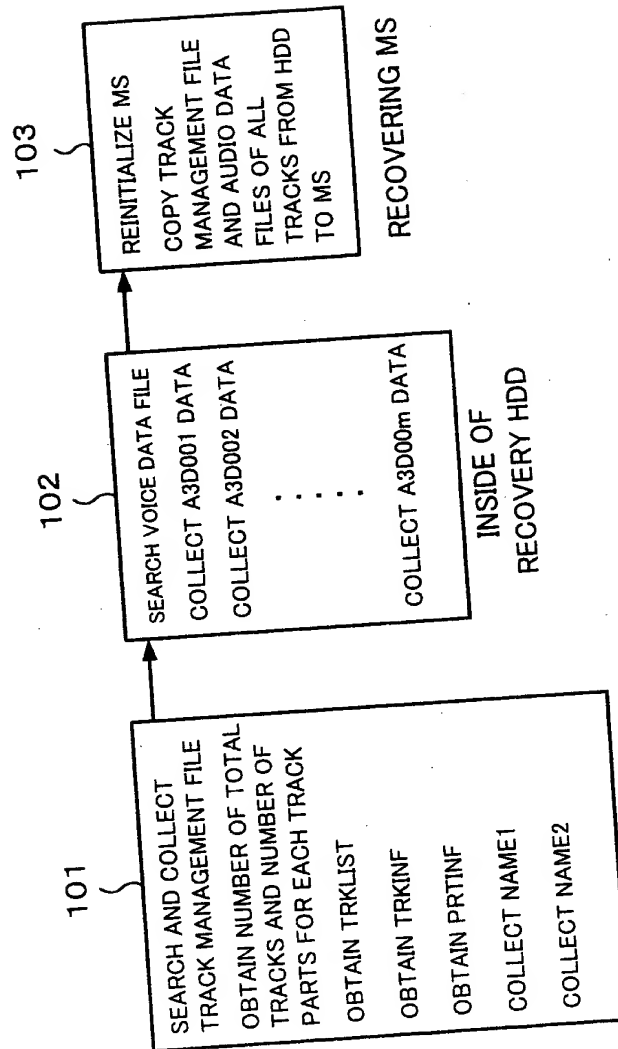 101
SEARCH AND COLLECT
TRACK MANAGEMENT FILE
OBTAIN NUMBER OF TOTAL
TRACKS AND NUMBER OF
PARTS FOR EACH TRACK
OBTAIN TRKLIST
OBTAIN TRKINF
OBTAIN PRTINF
COLLECT NAME1
COLLECT NAME2
102
SEARCH VOICE DATA FILE
COLLECT A3D001 DATA
COLLECT A3D002 DATA
. . . . .
COLLECT A3D00m DATA
INSIDE OF
RECOVERY HDD
103
REINITIALIZE MS
COPY TRACK
MANAGEMENT FILE
AND AUDIO DATA
FILES OF ALL
TRACKS FROM HDD
TO MS
RECOVERING MS